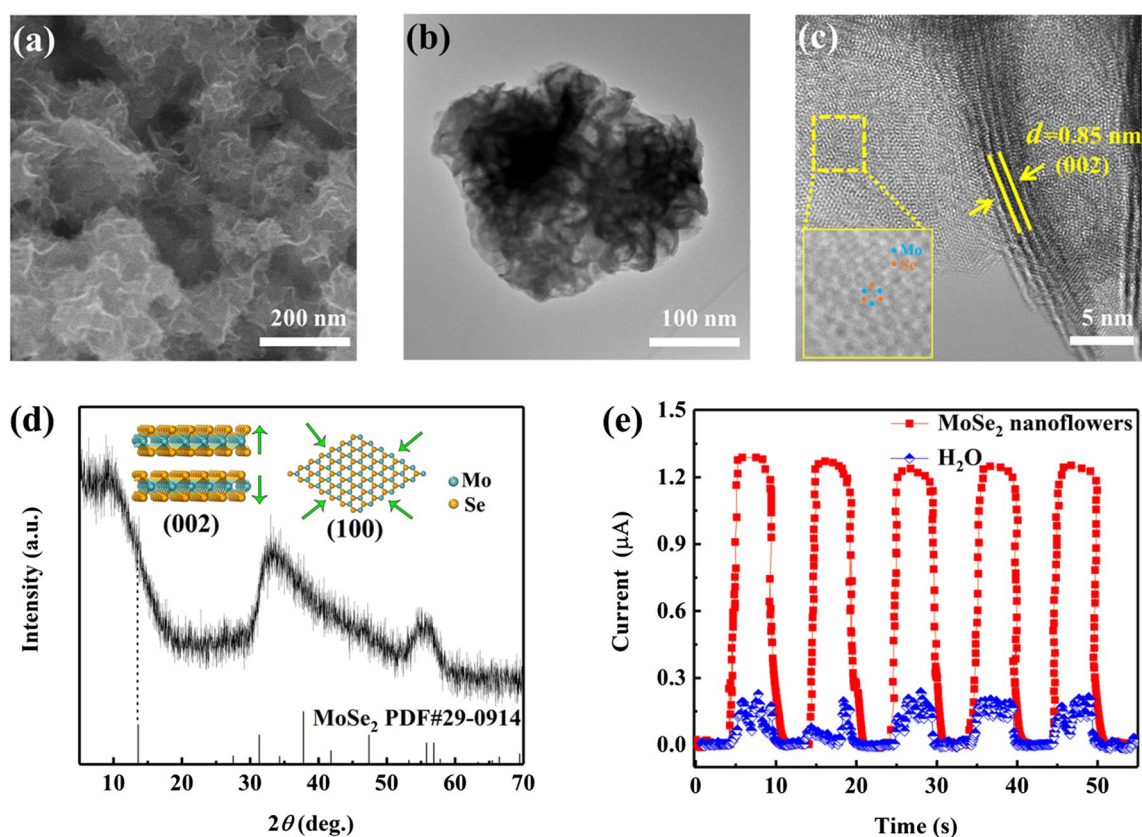 (a)
200 nm
(b)
100 nm
(c)
d=0.85 nm
(002)
Mo
Se
5 nm
(d)
Intensity (a.u.)
(002)
(100)
Mo
Se
MoSe₂ PDF#29-0914
10 20 30 40 50 60 70
2θ (deg.)
(e)
Current (μA)
1.5
1.2
0.9
0.6
0.3
0.0
MoSe₂ nanoflowers
H₂O
0 10 20 30 40 50
Time (s)